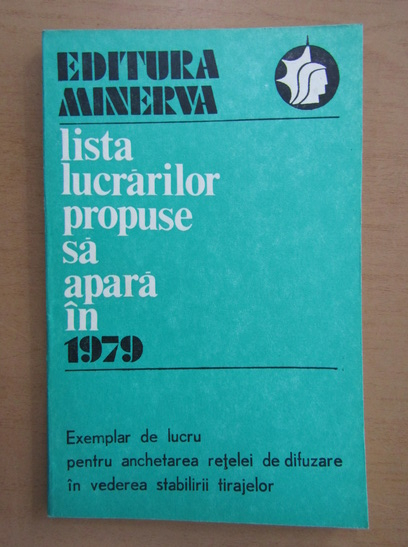 EDITURA
MINERVA
lista
lucrărilor
propuse
să
apară
în
1979
Exemplar de lucru
pentru anchetarea reţelei de difuzare
în vederea stabilirii tirajelor